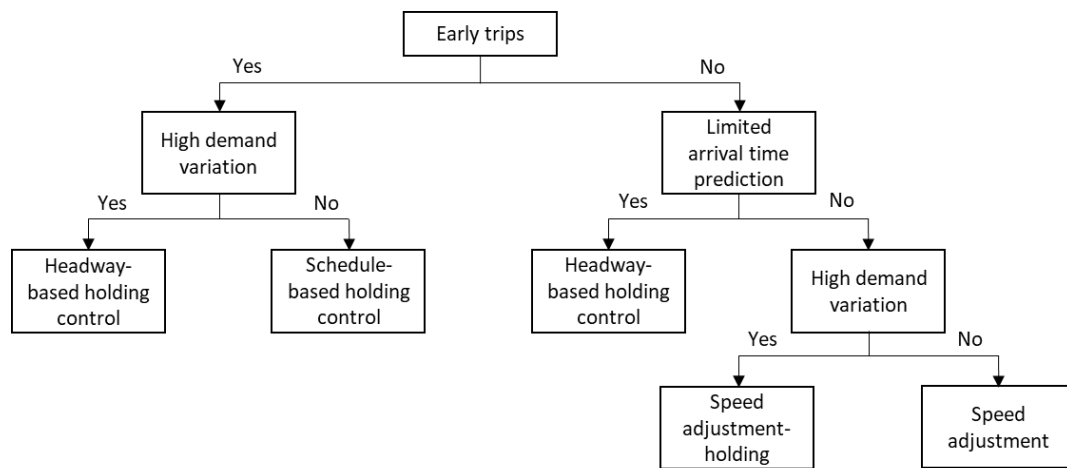 Early trips
Yes
No
High demand
variation
Limited
arrival time
prediction
Yes
No
Yes
No
Headway-
based holding
control
Schedule-
based holding
control
Headway-
based holding
control
High demand
variation
Yes
No
Speed
adjustment-
holding
Speed
adjustment